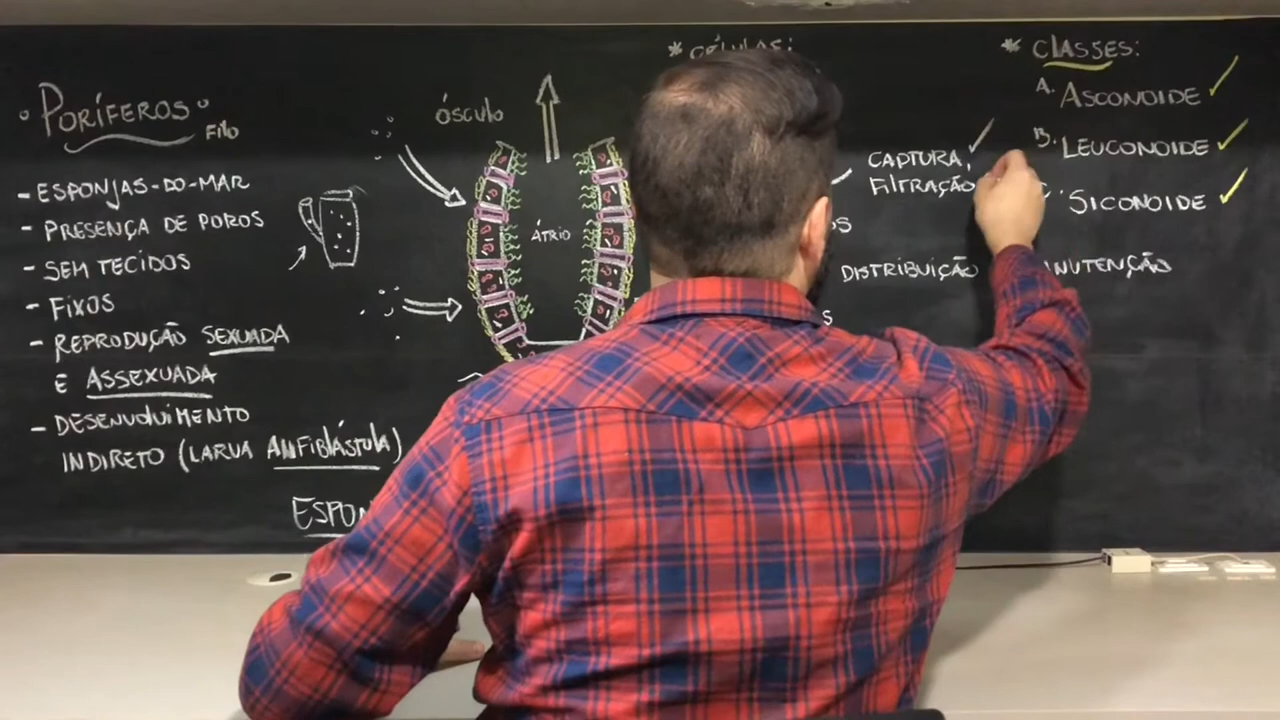 PORÍFEROS
Filo
- ESPONJAS-DO-MAR
- PRESENÇA DE POROS
- SEM TECIDOS
- FIXOS
- REPRODUÇÃO SEXUADA
E ASSEXUADA
- DESENVOLVIMENTO
INDIRETO (LARVA ANFIBLÁSTULA)
ÓSCULO
ÁTRIO
* CÉLULAS:
CAPTURA,
FILTRAÇÃO
DISTRIBUIÇÃO
* CLASSES:
A. ASCONOIDE
B. LEUCONOIDE
SICONOIDE